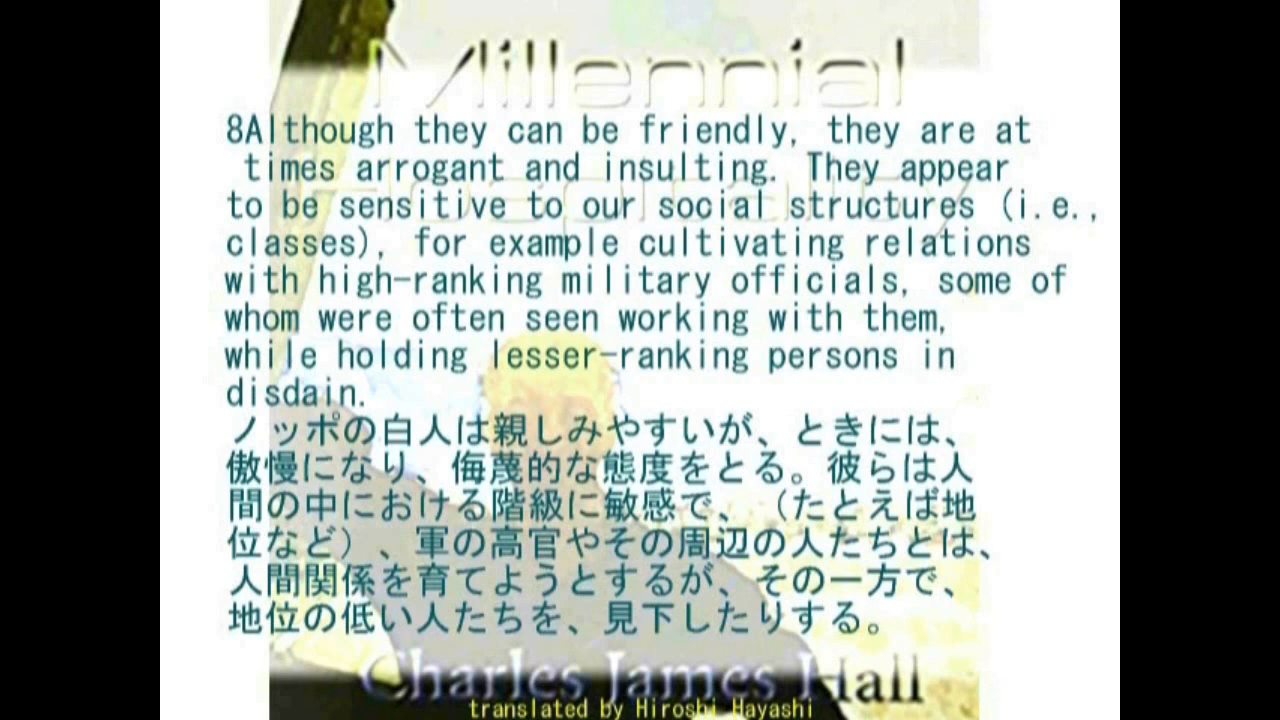 Millennial
Hospitality
8Although they can be friendly, they are at
times arrogant and insulting. They appear
to be sensitive to our social structures (i.e.,
classes), for example cultivating relations
with high-ranking military officials, some of
whom were often seen working with them,
while holding lesser-ranking persons in
disdain.
ノッポの白人は親しみやすいが、ときには、
傲慢になり、侮蔑的な態度をとる。彼らは人
間の中における階級に敏感で、（たとえば地
位など）、軍の高官やその周辺の人たちとは、
人間関係を育てようとするが、その一方で、
地位の低い人たちを、見下したりする。
Charles James Hall
translated by Hiroshi Hayashi